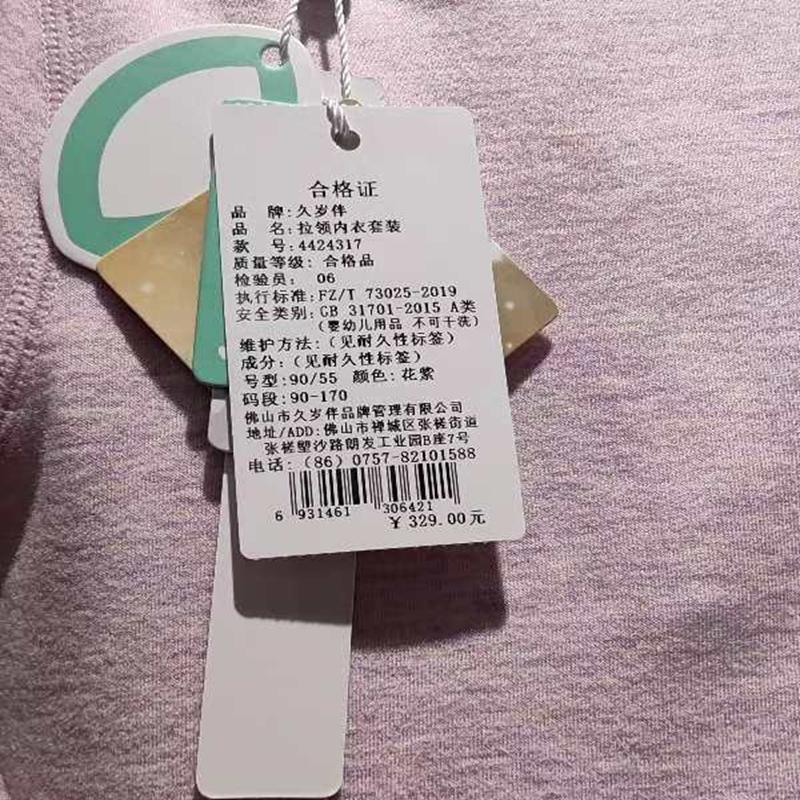 合格证
品 牌:久岁伴
品 名:拉领内衣套装
款 号:4424317
质量等级: 合格品
检验员: 06
执行标准:FZ/T 73025-2019
安全类别:GB 31701-2015 A类
(婴幼儿用品 不可干洗)
维护方法:(见耐久性标签)
成分:(见耐久性标签)
号型:90/55 颜色:花紫
码段:90-170
佛山市久岁伴品牌管理有限公司
地址/ADD:佛山市禅城区张槎街道
张槎塱沙路朗发工业园B座7号
电话:(86)0757-82101588
6 931461 306421
¥ 329.00元